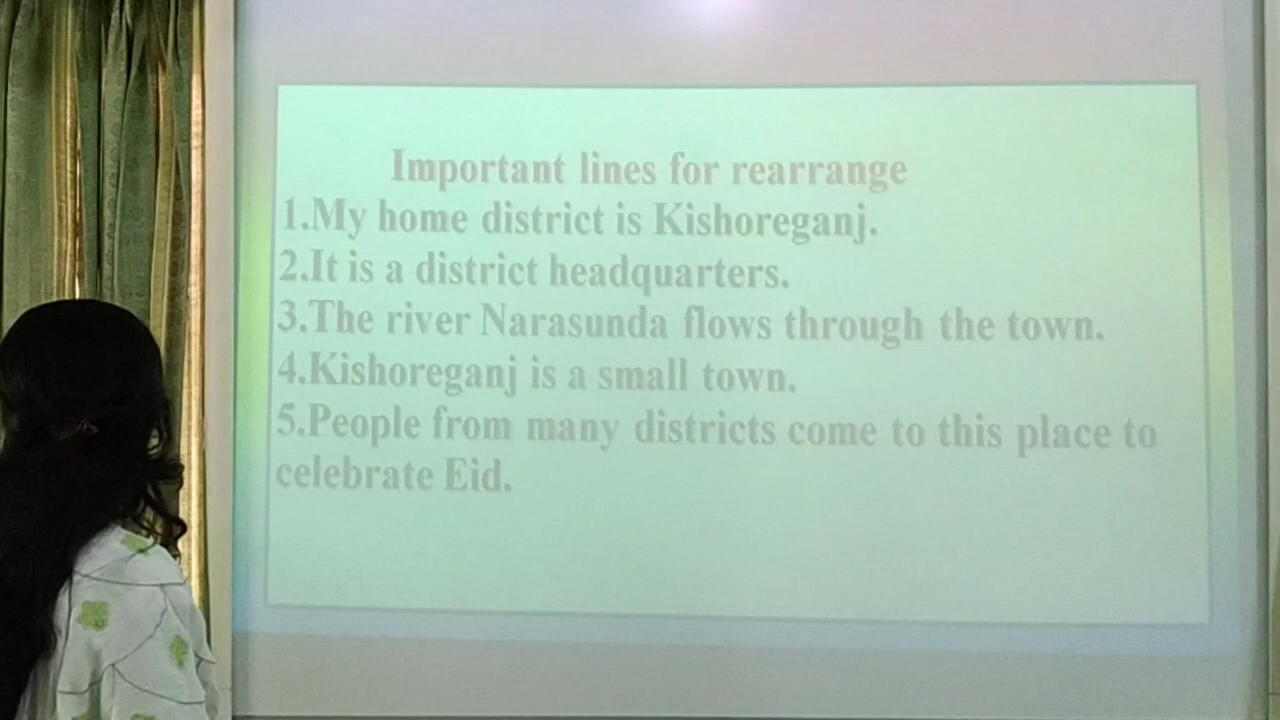 Important lines for rearrange
1.My home district is Kishoreganj.
2.It is a district headquarters.
3.The river Narasunda flows through the town.
4.Kishoreganj is a small town.
5.People from many districts come to this place to
celebrate Eid.